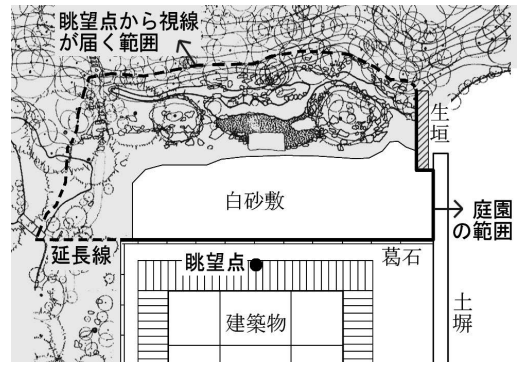 眺望点から視線
が届く範囲
生垣
白砂敷
庭園
の範囲
延長線
葛石
眺望点
土塀
建築物